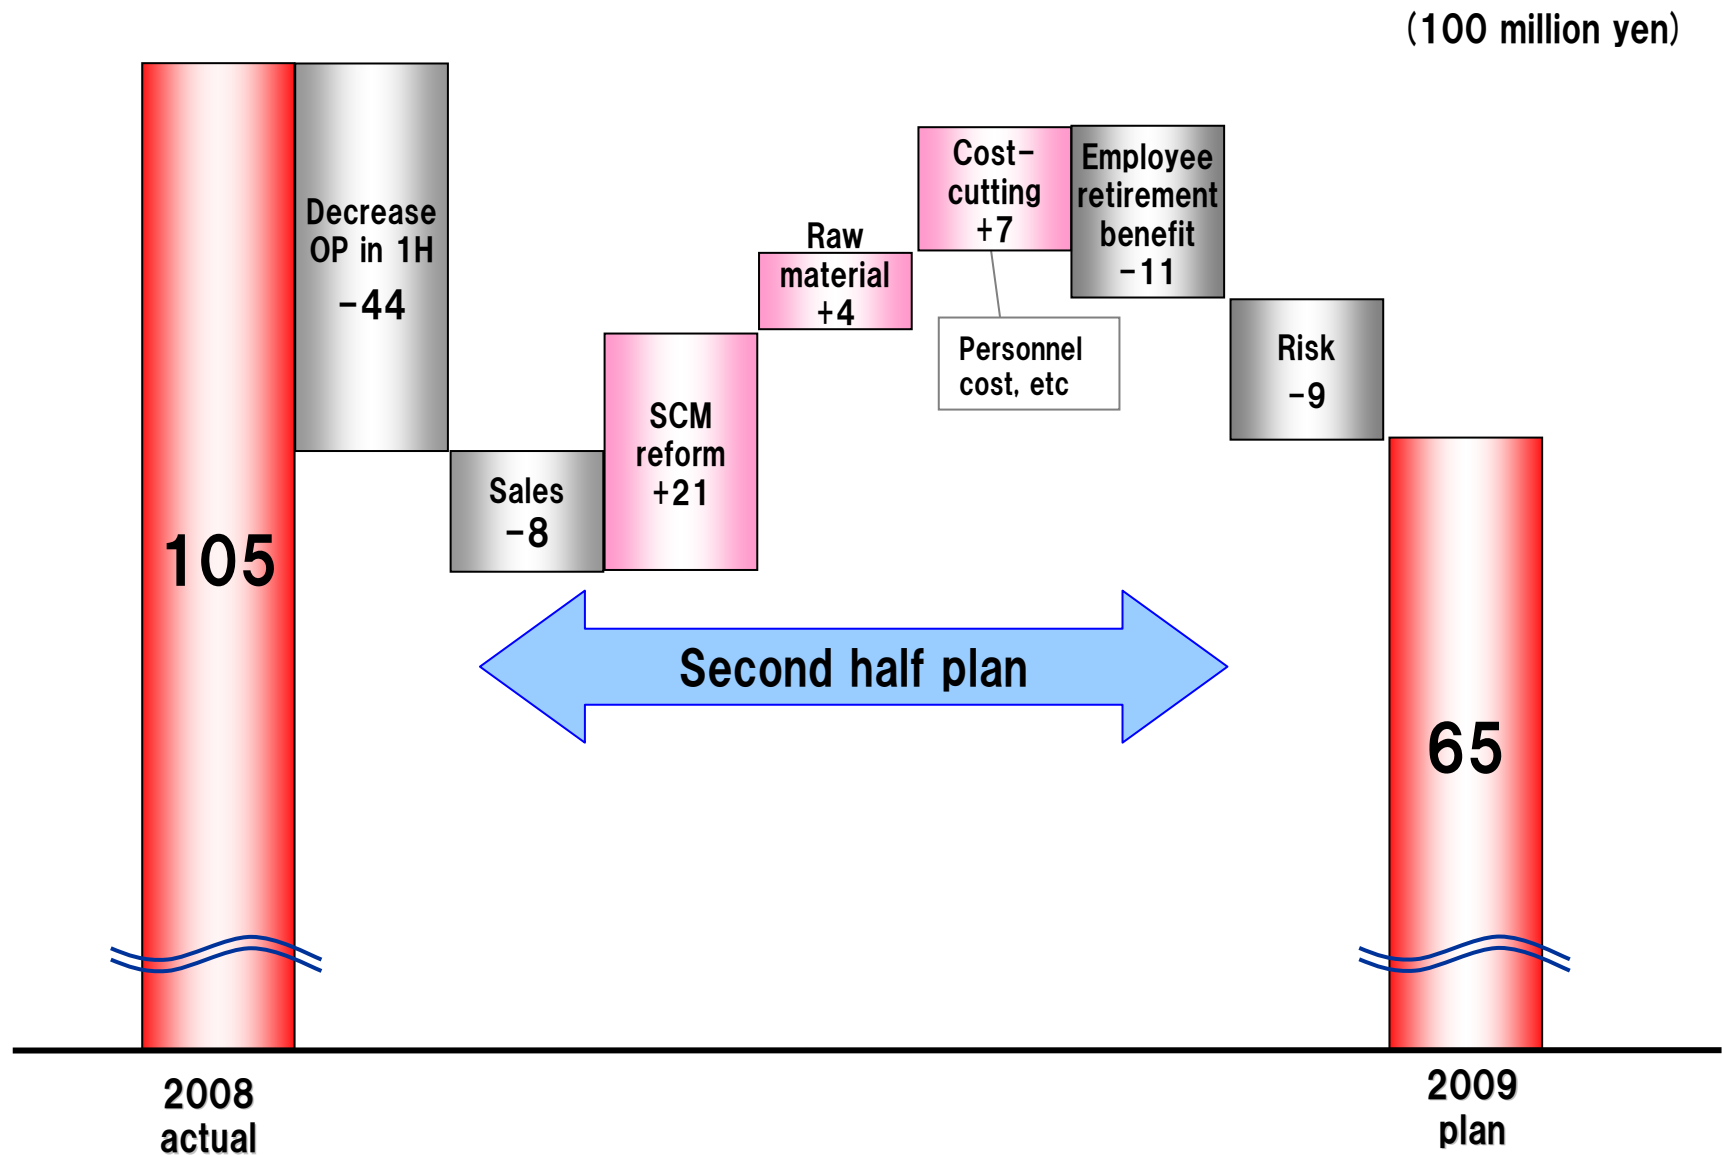 (100 million yen)
105
Decrease
OP in 1H
-44
Sales
-8
SCM
reform
+21
Raw
material
+4
Cost-
cutting
+7
Personnel
cost, etc
Employee
retirement
benefit
-11
Risk
-9
65
Second half plan
2008
actual
2009
plan